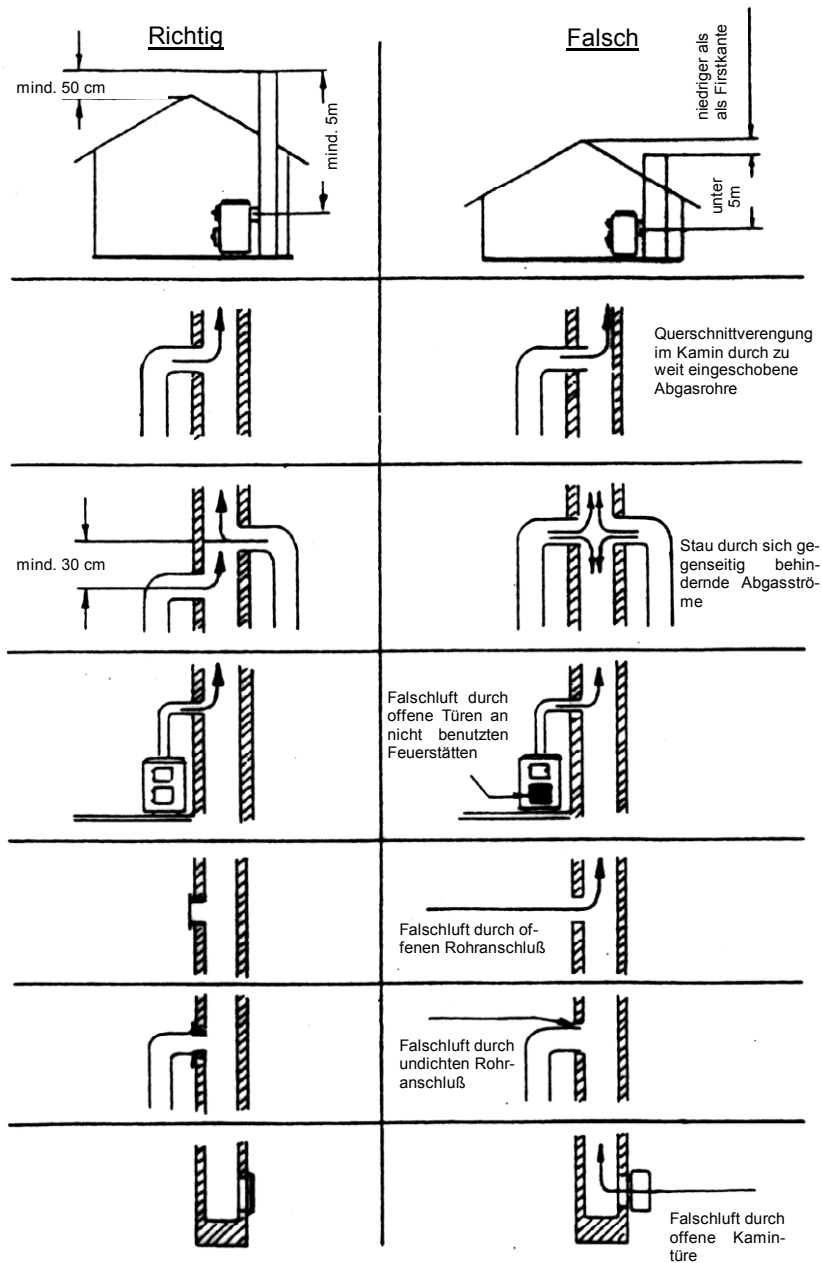 Richtig
Falsch
mind. 50 cm
mind. 5m
niedriger als
als Firstkante
unter
5m
Querschnittverengung
im Kamin durch zu
weit eingeschobene
Abgasrohre
mind. 30 cm
Stau durch sich ge-
genseitig behin-
dernde Abgasströ-
me
Falschluft durch
offene Türen an
nicht benutzten
Feuerstätten
Falschluft durch of-
fenen Rohranschluß
Falschluft durch
undichten Rohr-
anschluß
Falschluft durch
offene Kamin-
türe